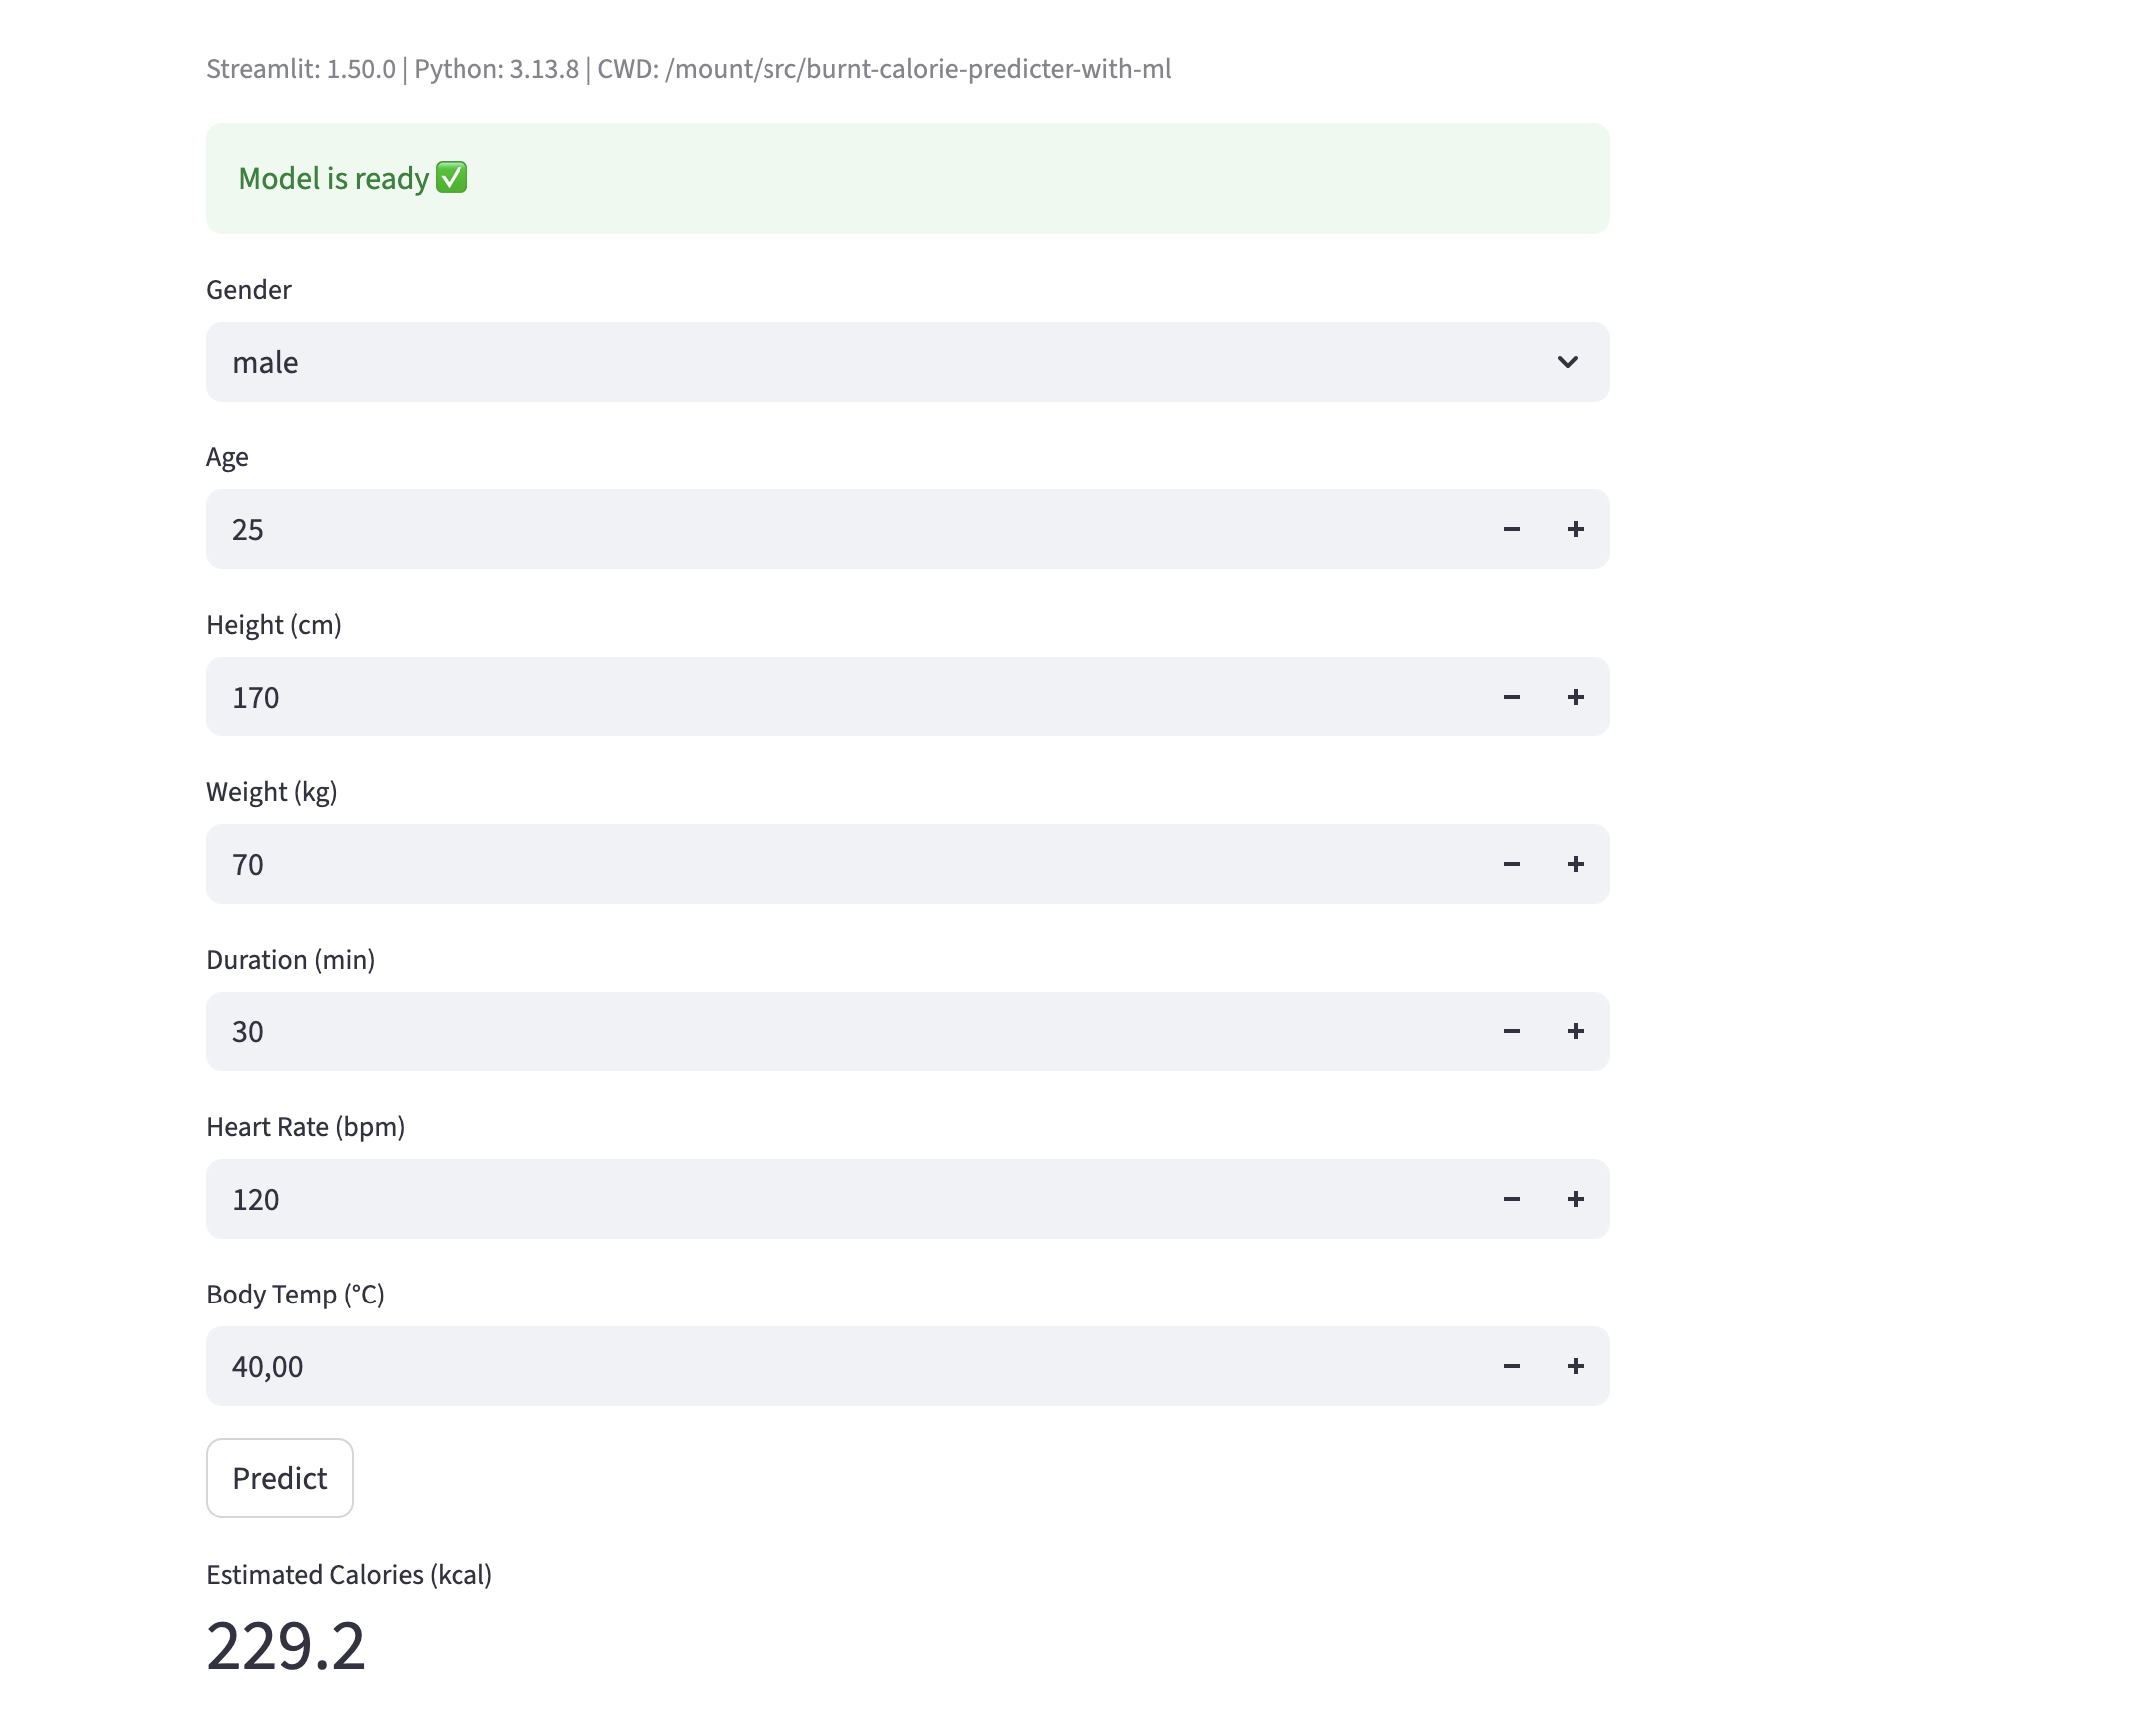 Streamlit: 1.50.0 | Python: 3.13.8 | CWD: /mount/src/burnt-calorie-predicter-with-ml
Model is ready ✅
Gender
male
Age
25
Height (cm)
170
Weight (kg)
70
Duration (min)
30
Heart Rate (bpm)
120
Body Temp (°C)
40,00
Predict
Estimated Calories (kcal)
229.2